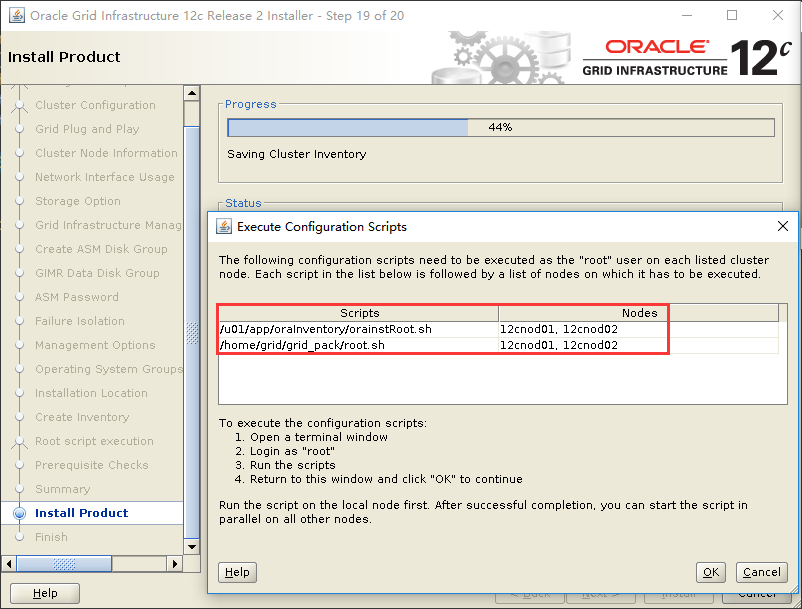 Oracle Grid Infrastructure 12c Release 2 Installer - Step 19 of 20
Install Product
ORACLE®
GRID INFRASTRUCTURE
12c
Cluster Configuration
Grid Plug and Play
Cluster Node Information
Network Interface Usage
Storage Option
Grid Infrastructure Manag
Create ASM Disk Group
GIMR Data Disk Group
ASM Password
Failure Isolation
Management Options
Operating System Groups
Installation Location
Create Inventory
Root script execution
Prerequisite Checks
Summary
Install Product
Finish
Help
Progress
44%
Saving Cluster Inventory
Status
Execute Configuration Scripts
The following configuration scripts need to be executed as the "root" user on each listed cluster
node. Each script in the list below is followed by a list of nodes on which it has to be executed.
Scripts Nodes
/u01/app/oraInventory/orainstRoot.sh 12cnod01, 12cnod02
/home/grid/grid_pack/root.sh 12cnod01, 12cnod02
To execute the configuration scripts:
1. Open a terminal window
2. Login as "root"
3. Run the scripts
4. Return to this window and click "OK" to continue
Run the script on the local node first. After successful completion, you can start the script in
parallel on all other nodes.
Help OK Cancel
< Back Next > Install Cancel